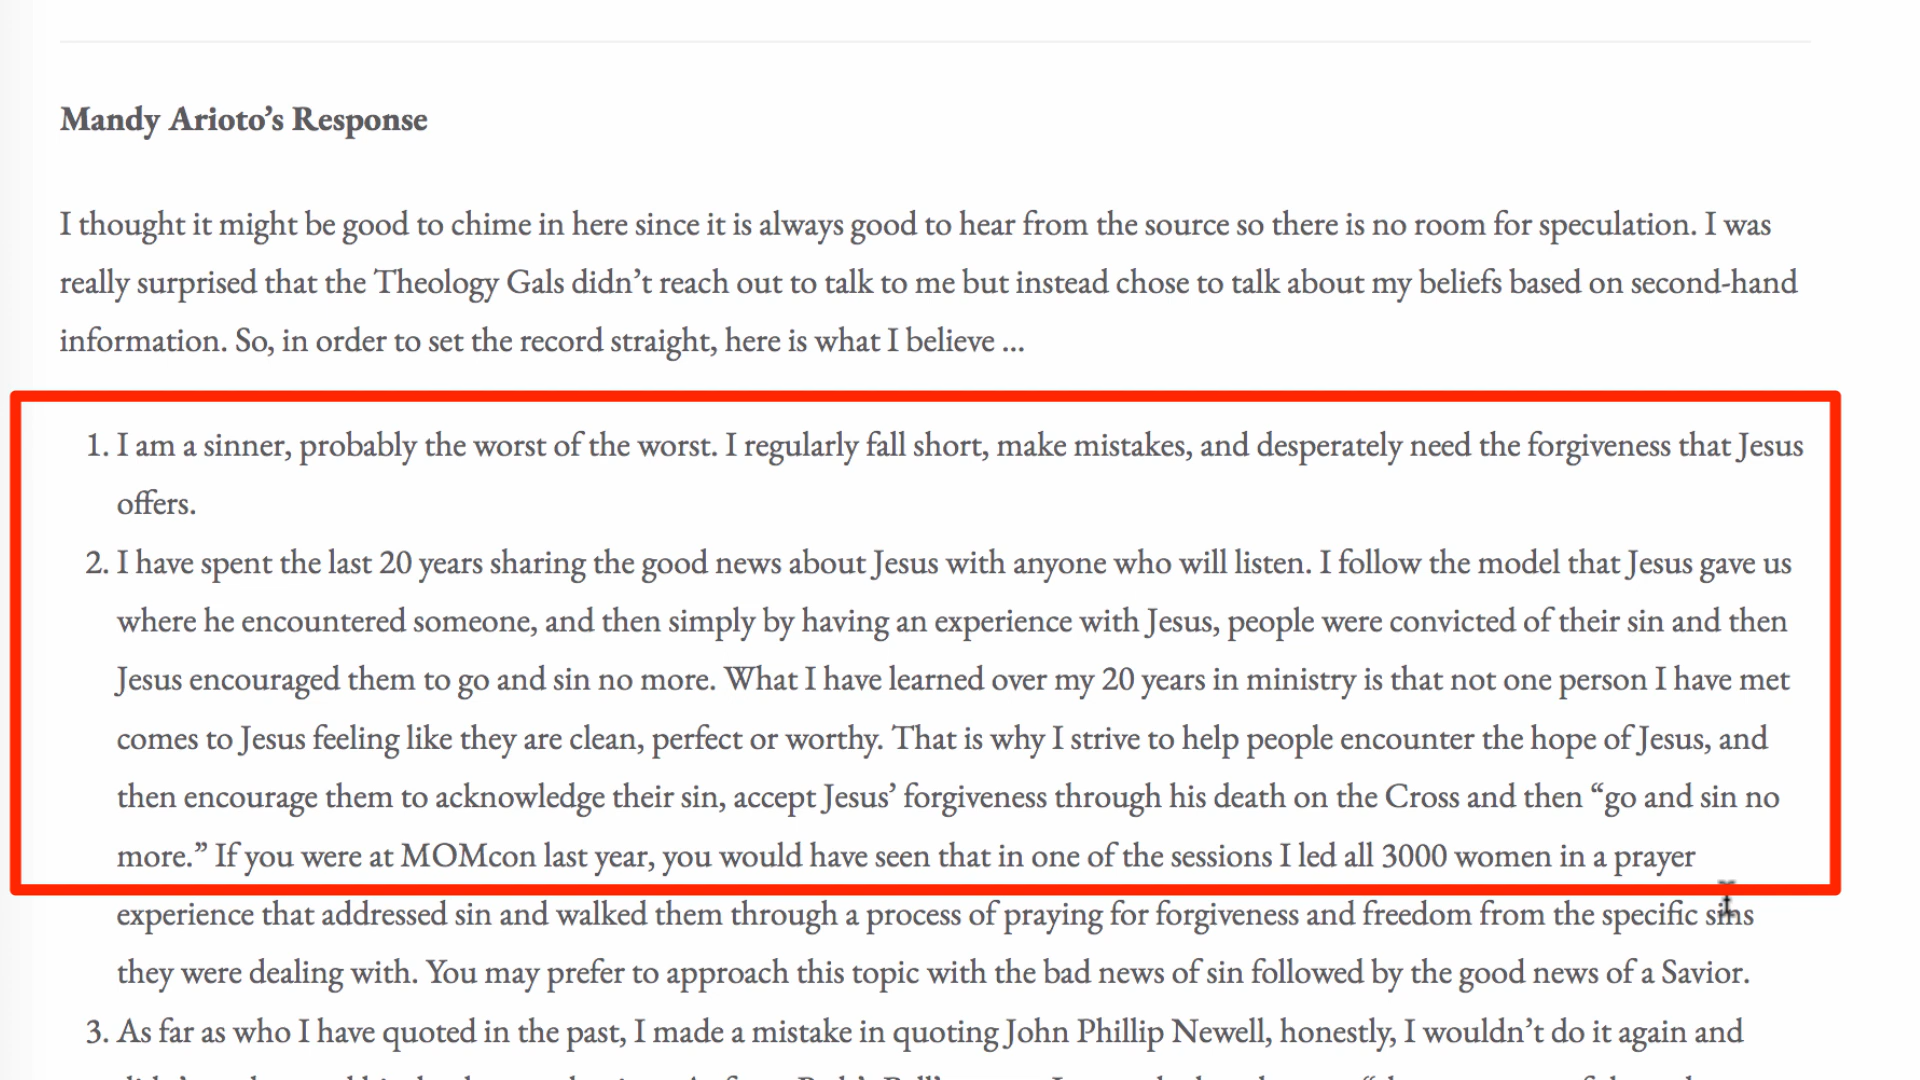 Mandy Arioto’s Response
I thought it might be good to chime in here since it is always good to hear from the source so there is no room for speculation. I was
really surprised that the Theology Gals didn’t reach out to talk to me but instead chose to talk about my beliefs based on second-hand
information. So, in order to set the record straight, here is what I believe ...
1. I am a sinner, probably the worst of the worst. I regularly fall short, make mistakes, and desperately need the forgiveness that Jesus
offers.
2. I have spent the last 20 years sharing the good news about Jesus with anyone who will listen. I follow the model that Jesus gave us
where he encountered someone, and then simply by having an experience with Jesus, people were convicted of their sin and then
Jesus encouraged them to go and sin no more. What I have learned over my 20 years in ministry is that not one person I have met
comes to Jesus feeling like they are clean, perfect or worthy. That is why I strive to help people encounter the hope of Jesus, and
then encourage them to acknowledge their sin, accept Jesus’ forgiveness through his death on the Cross and then “go and sin no
more.” If you were at MOMcon last year, you would have seen that in one of the sessions I led all 3000 women in a prayer
experience that addressed sin and walked them through a process of praying for forgiveness and freedom from the specific sins
they were dealing with. You may prefer to approach this topic with the bad news of sin followed by the good news of a Savior.
3. As far as who I have quoted in the past, I made a mistake in quoting John Phillip Newell, honestly, I wouldn’t do it again and